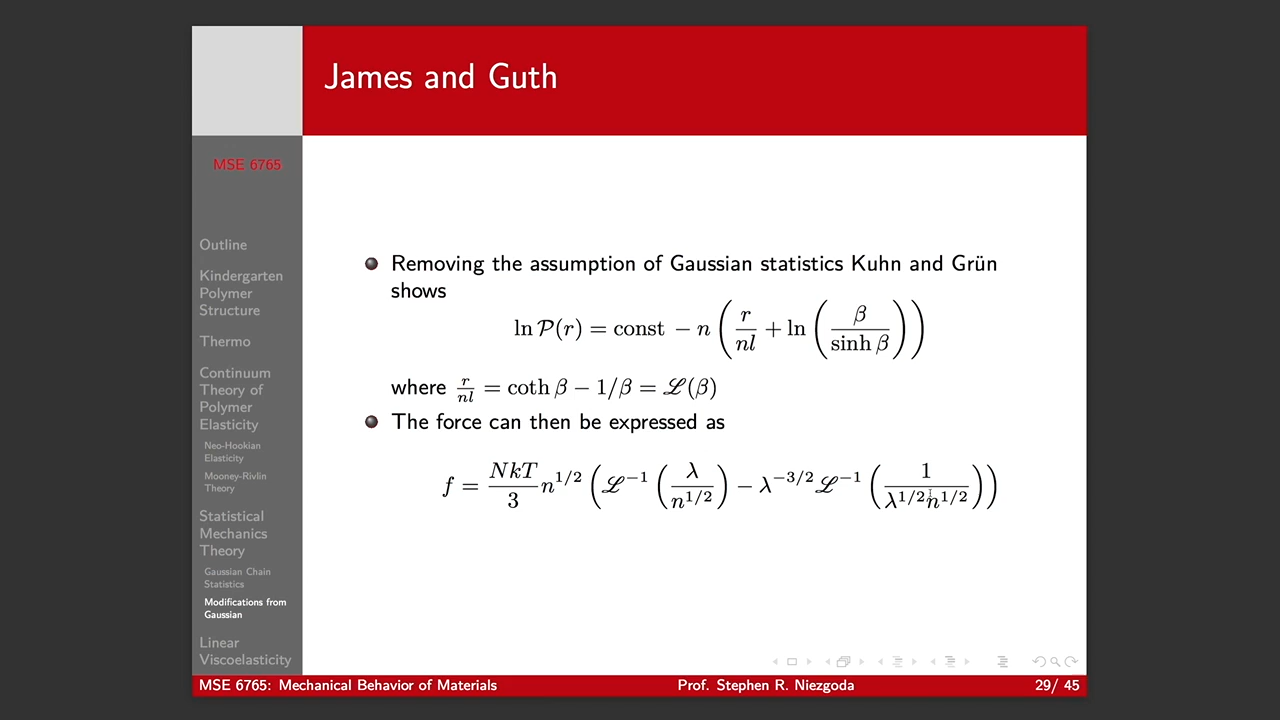 James and Guth
MSE 6765
Outline
Kindergarten
Polymer
Structure
Thermo
Continuum
Theory of
Polymer
Elasticity
Neo-Hookian
Elasticity
Mooney-Rivlin
Theory
Statistical
Mechanics
Theory
Gaussian Chain
Statistics
Modifications from
Gaussian
Linear
Viscoelasticity
Removing the assumption of Gaussian statistics Kuhn and Grün
shows
ln 𝒫(r) = const − n ( r/nl + ln ( β / sinh β ) )
where r/nl = coth β − 1/β = ℒ(β)
The force can then be expressed as
f = NkT/3 n^{1/2} ( ℒ^{−1} ( λ / n^{1/2} ) − λ^{−3/2} ℒ^{−1} ( 1 / λ^{1/2} n^{1/2} ) )
MSE 6765: Mechanical Behavior of Materials Prof. Stephen R. Niezgoda 29/ 45